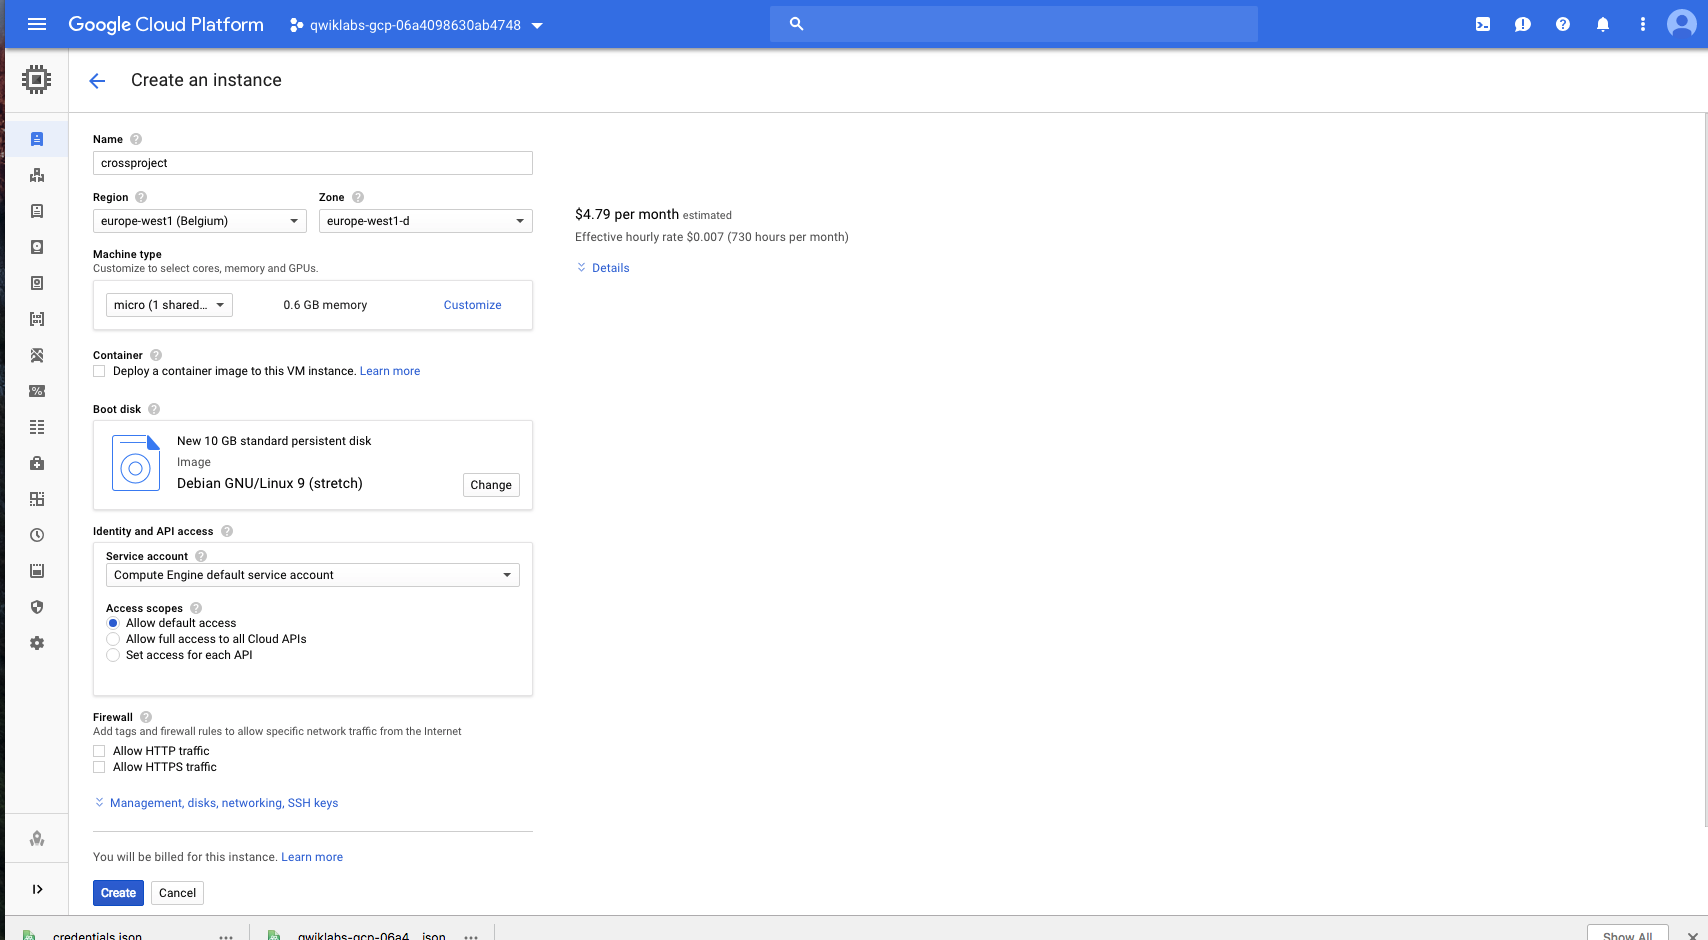 Google Cloud Platform
qwiklabs-gcp-06a4098630ab4748
Create an instance
Name
crossproject
Region
Zone
europe-west1 (Belgium)
europe-west1-d
$4.79 per month estimated
Effective hourly rate $0.007 (730 hours per month)
Details
Machine type
Customize to select cores, memory and GPUs.
micro (1 shared...
0.6 GB memory
Customize
Container
Deploy a container image to this VM instance. Learn more
Boot disk
New 10 GB standard persistent disk
Image
Debian GNU/Linux 9 (stretch)
Change
Identity and API access
Service account
Compute Engine default service account
Access scopes
Allow default access
Allow full access to all Cloud APIs
Set access for each API
Firewall
Add tags and firewall rules to allow specific network traffic from the Internet
Allow HTTP traffic
Allow HTTPS traffic
Management, disks, networking, SSH keys
You will be billed for this instance. Learn more
Create
Cancel
credentials.json
qwiklabs-gcp-06a4....json
Show All